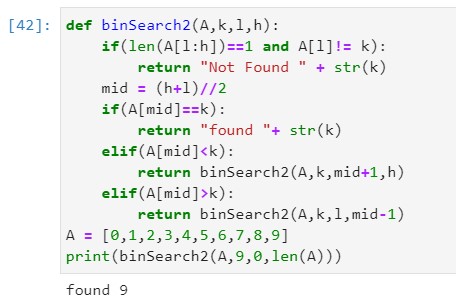 [42]: def binSearch2(A,k,l,h):
    if(len(A[l:h])==1 and A[l]!= k):
        return "Not Found " + str(k)
    mid = (h+l)//2
    if(A[mid]==k):
        return "found "+ str(k)
    elif(A[mid]<k):
        return binSearch2(A,k,mid+1,h)
    elif(A[mid]>k):
        return binSearch2(A,k,l,mid-1)
A = [0,1,2,3,4,5,6,7,8,9]
print(binSearch2(A,9,0,len(A)))
found 9